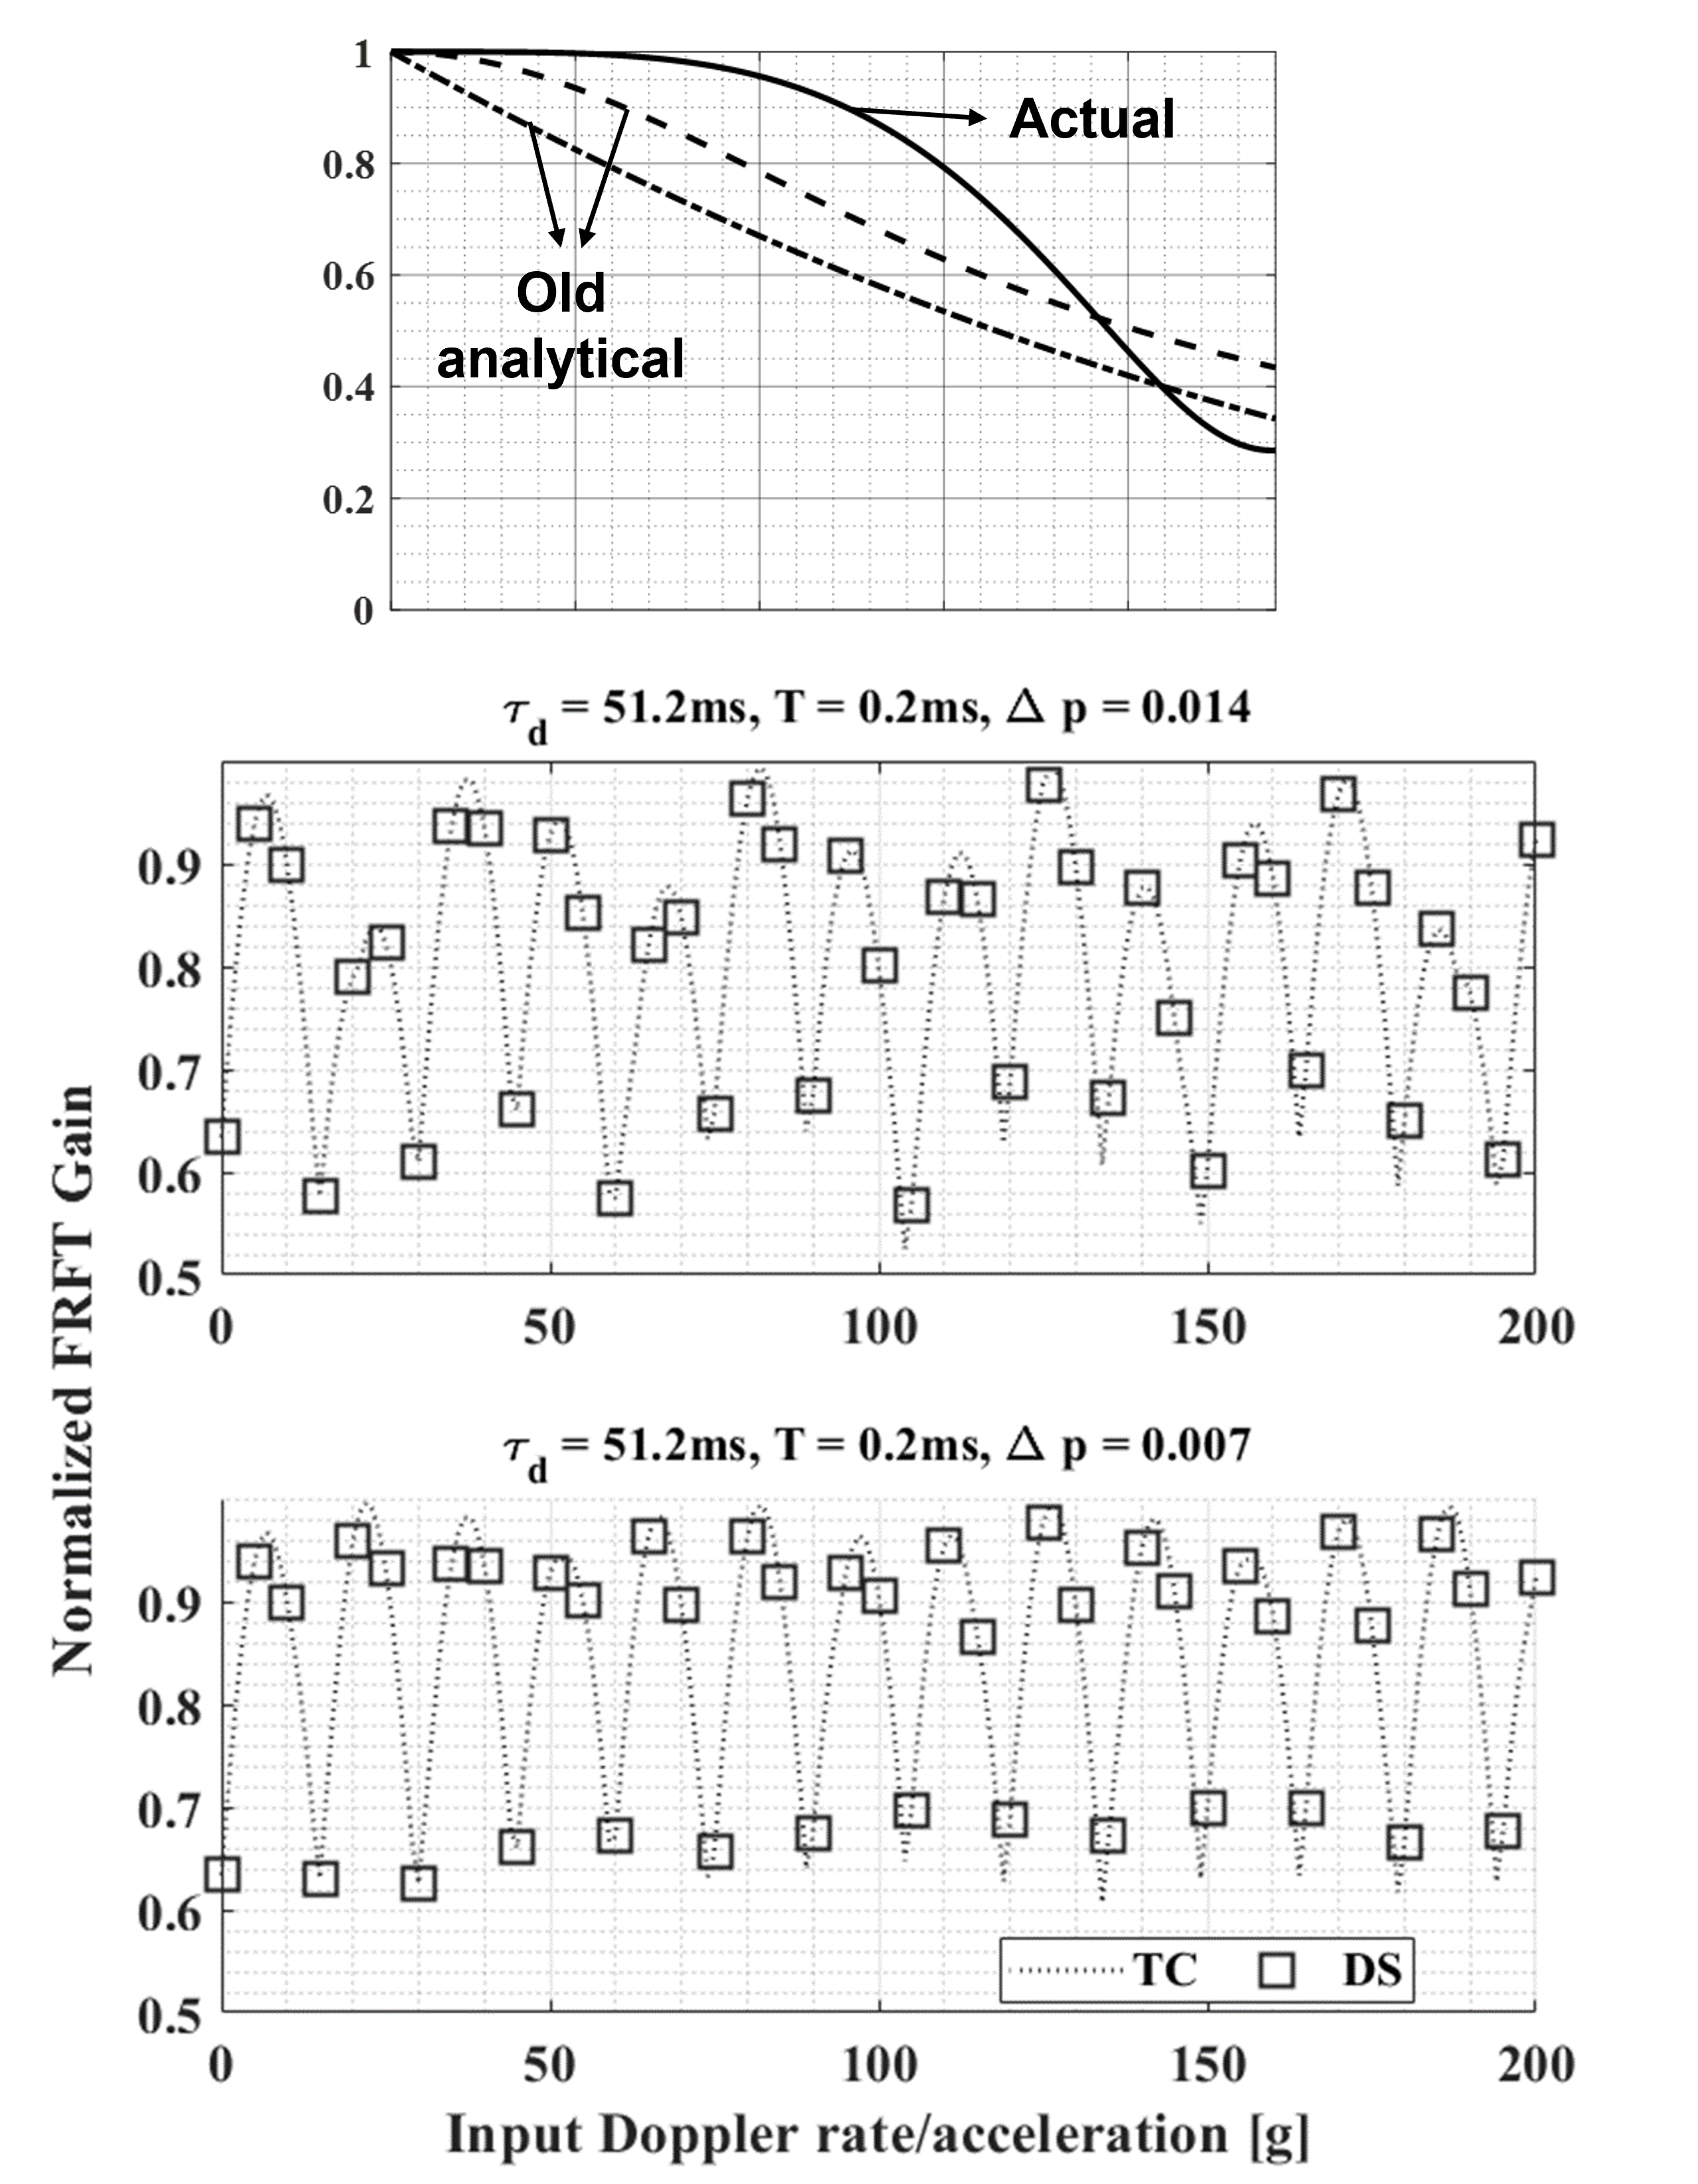 1
0.8
0.6
0.4
0.2
0
Actual
Old
analytical
τd = 51.2ms, T = 0.2ms, Δ p = 0.014
0.9
0.8
0.7
0.6
0.5
0 50 100 150 200
Normalized FRFT Gain
τd = 51.2ms, T = 0.2ms, Δ p = 0.007
0.9
0.8
0.7
0.6
0.5
TC DS
0 50 100 150 200
Input Doppler rate/acceleration [g]